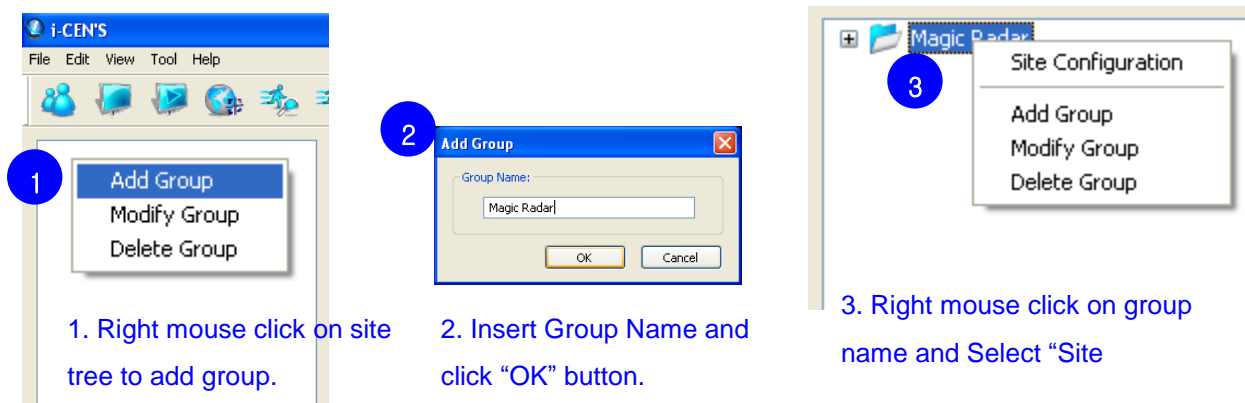 i-CEN'S
File Edit View Tool Help
1
Add Group
Modify Group
Delete Group
1. Right mouse click on site
tree to add group.
2
Add Group
Group Name:
Magic Radar
OK Cancel
2. Insert Group Name and
click “OK” button.
Magic Radar
3
Site Configuration
Add Group
Modify Group
Delete Group
3. Right mouse click on group
name and Select “Site